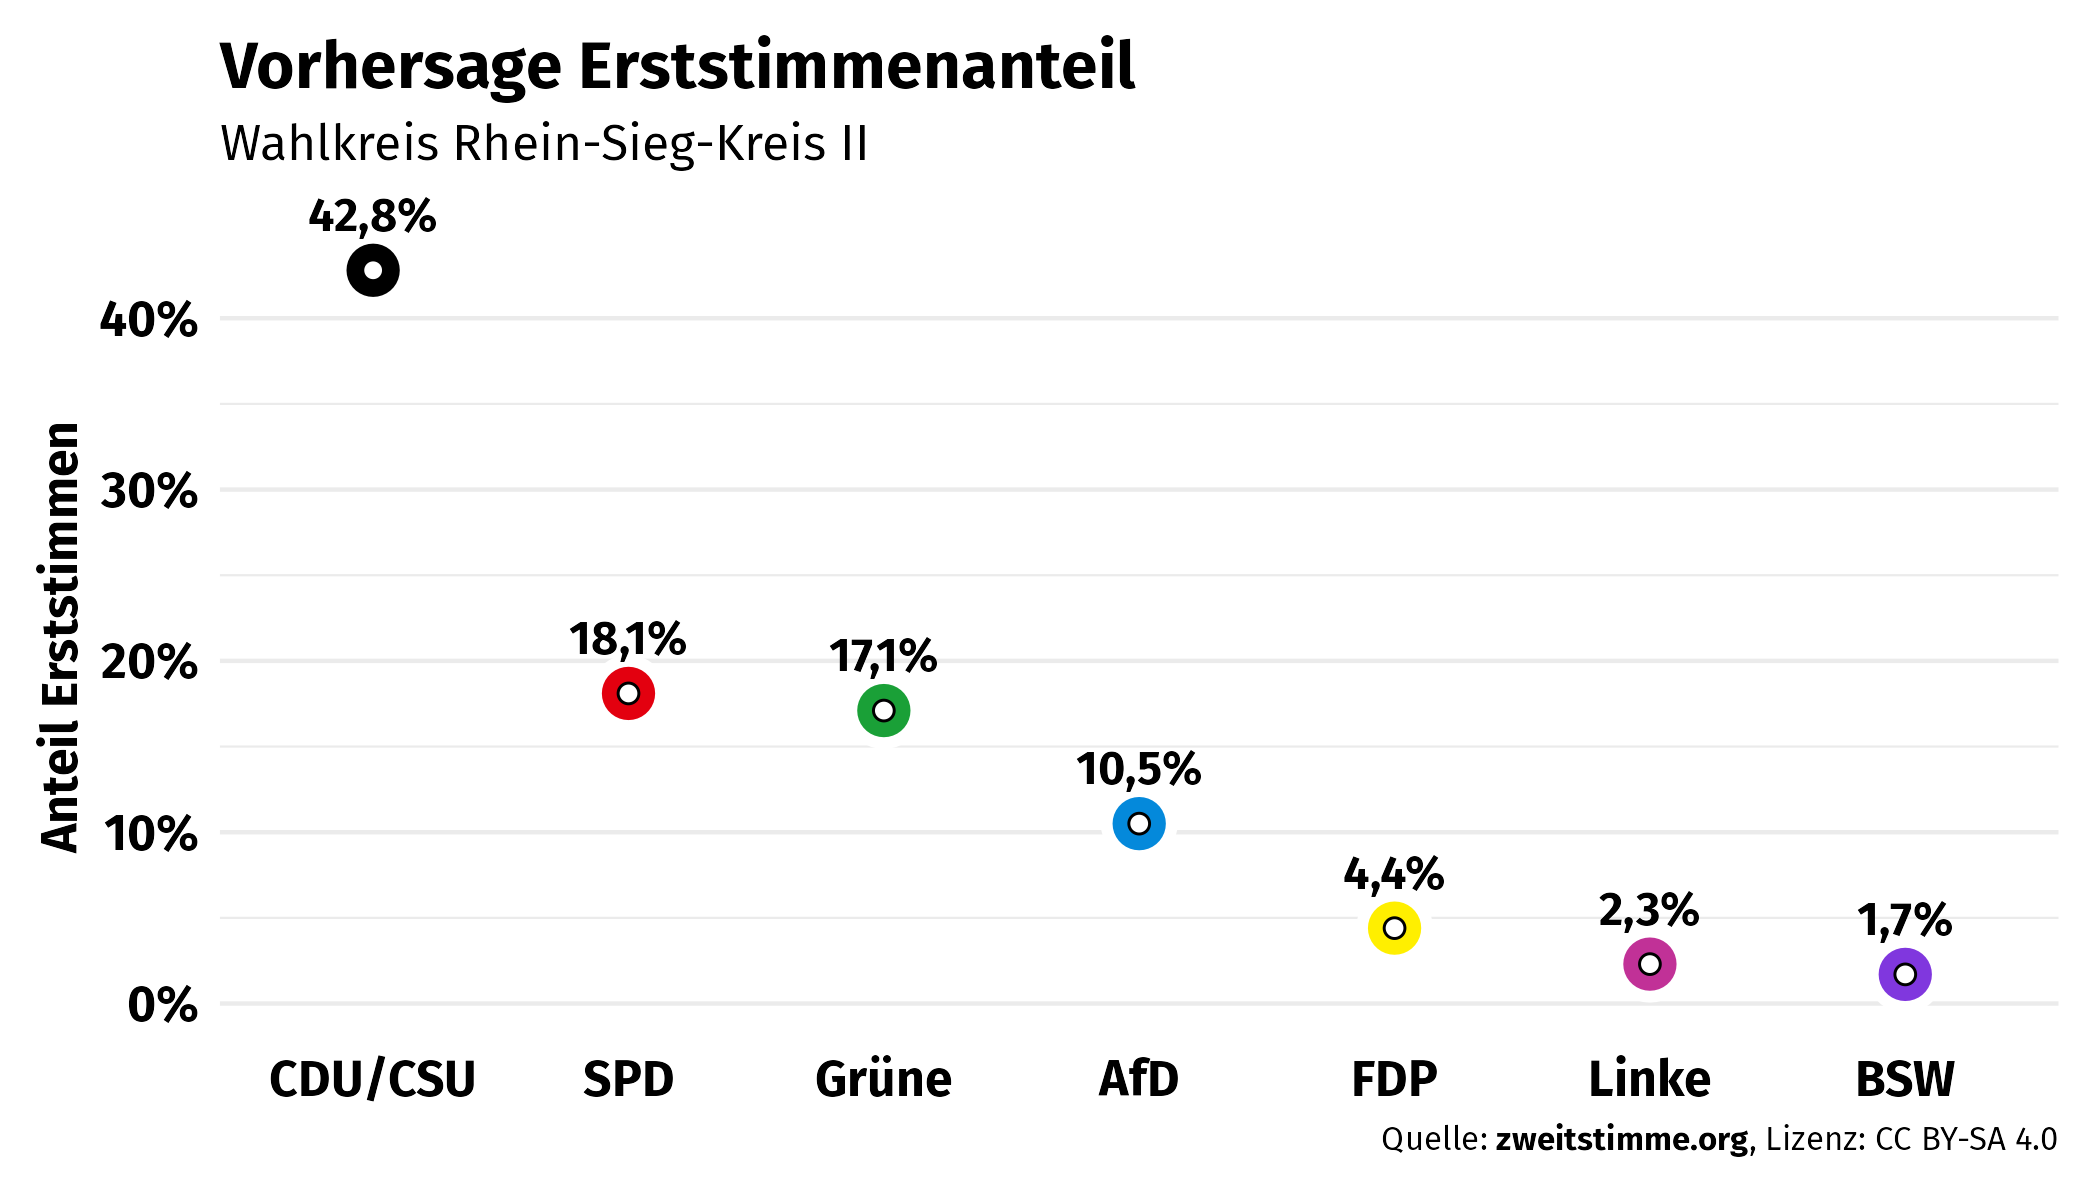 Vorhersage Erststimmenanteil
Wahlkreis Rhein-Sieg-Kreis II
42,8%
40%
30%
18,1%
17,1%
20%
10,5%
10%
4,4%
2,3%
1,7%
0%
Anteil Erststimmen
CDU/CSU SPD Grüne AfD FDP Linke BSW
Quelle: zweitstimme.org, Lizenz: CC BY-SA 4.0